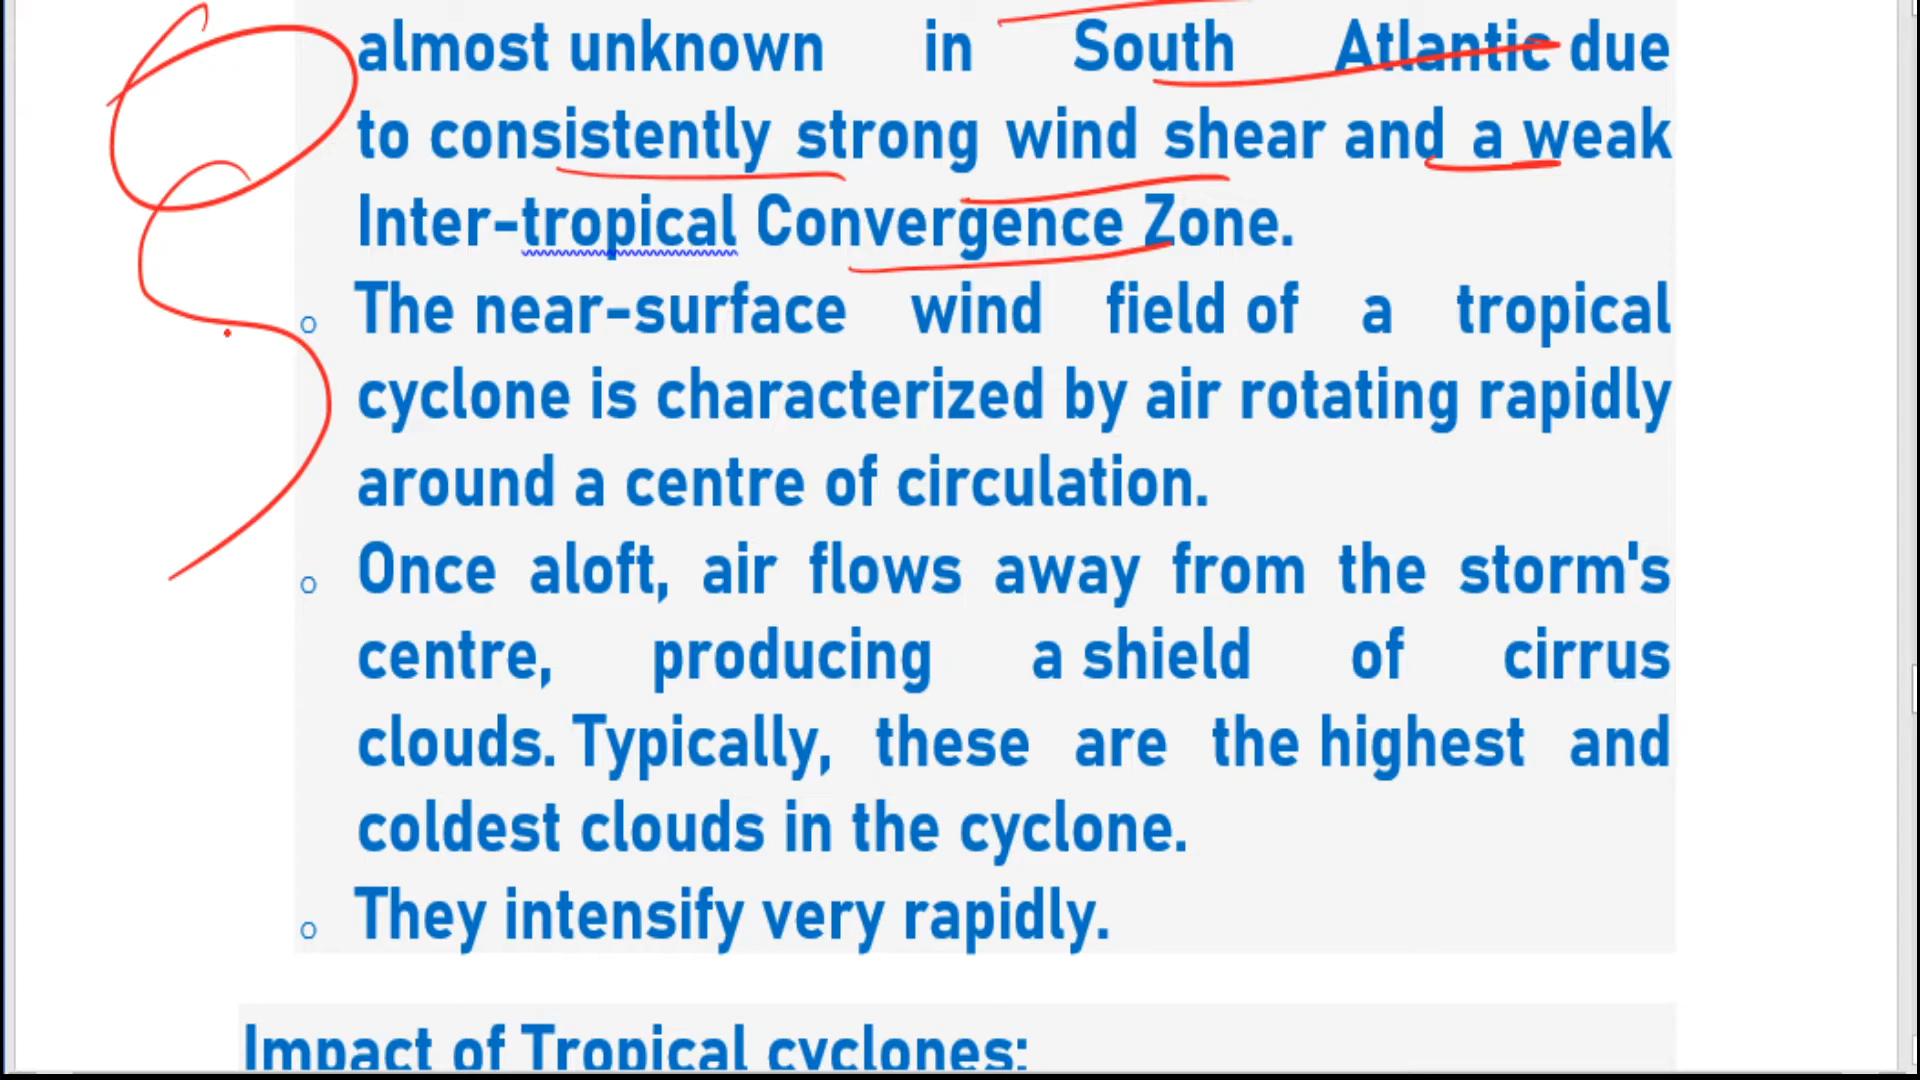 almost unknown in South Atlantic due
to consistently strong wind shear and a weak
Inter-tropical Convergence Zone.
o The near-surface wind field of a tropical
cyclone is characterized by air rotating rapidly
around a centre of circulation.
o Once aloft, air flows away from the storm's
centre, producing a shield of cirrus
clouds. Typically, these are the highest and
coldest clouds in the cyclone.
o They intensify very rapidly.
Impact of Tropical cyclones: